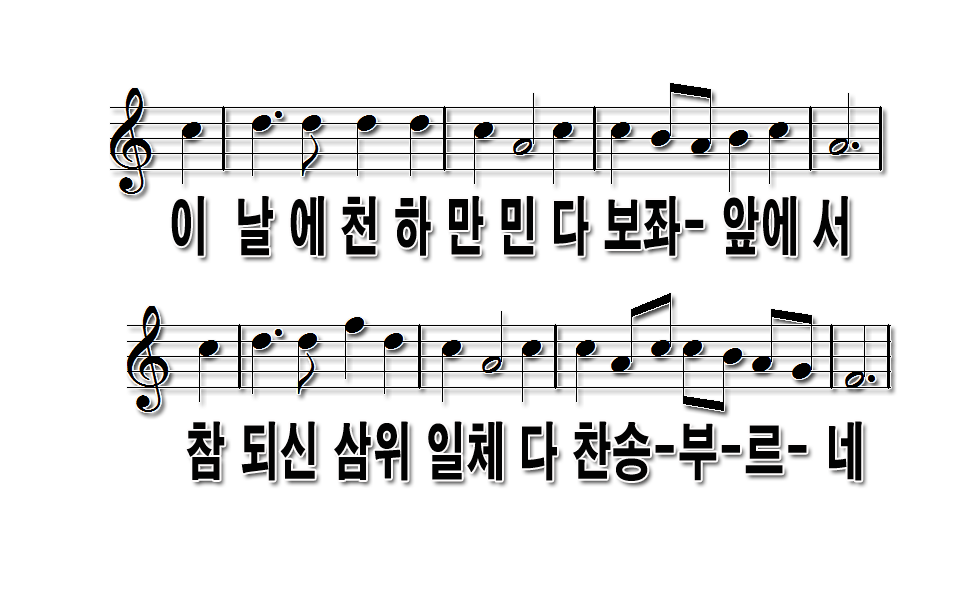 이 날 에 천 하 만 민 다 보좌- 앞에 서
참 되신 삼위 일체 다 찬송-부-르- 네